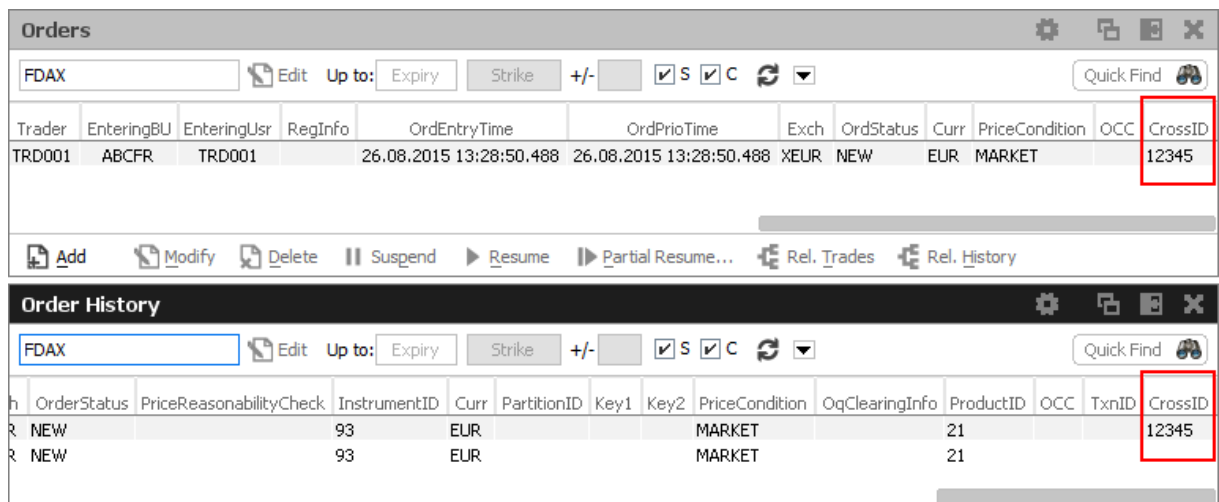 Orders
FDAX Edit Up to: Expiry Strike +/- S C Quick Find
Trader EnteringBU EnteringUsr RegInfo OrdEntryTime OrdPrioTime Exch OrdStatus Curr PriceCondition OCC CrossID
TRD001 ABCFR TRD001 26.08.2015 13:28:50.488 26.08.2015 13:28:50.488 XEUR NEW EUR MARKET 12345
Add Modify Delete Suspend Resume Partial Resume... Rel. Trades Rel. History
Order History
FDAX Edit Up to: Expiry Strike +/- S C Quick Find
h OrderStatus PriceReasonabilityCheck InstrumentID Curr PartitionID Key1 Key2 PriceCondition OqClearingInfo ProductID OCC TxnID CrossID
R NEW 93 EUR MARKET 21 12345
R NEW 93 EUR MARKET 21